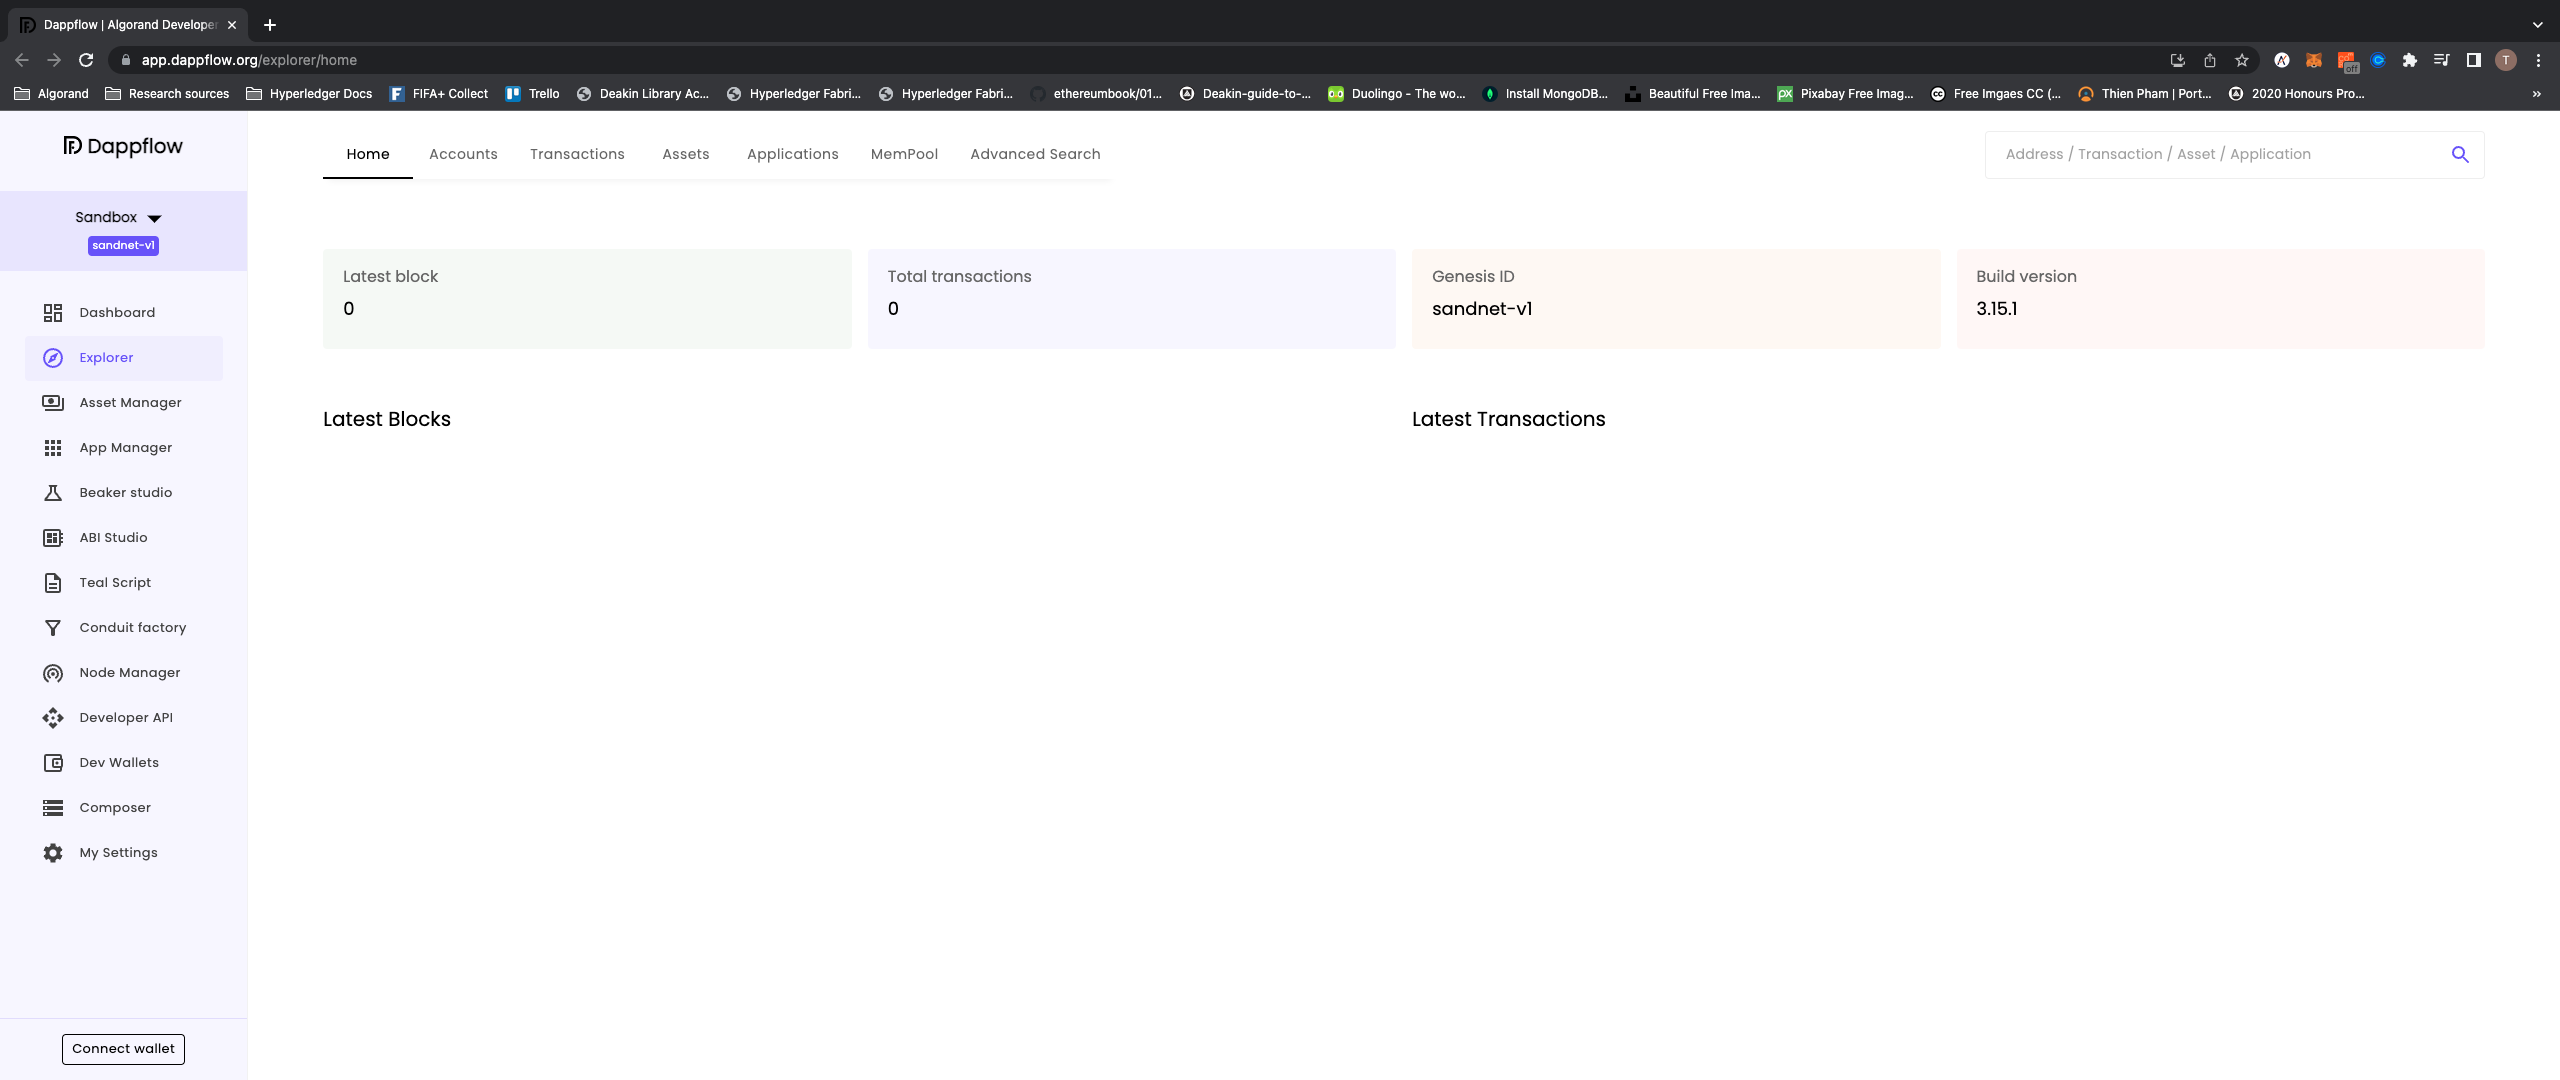 Dappflow | Algorand Developer
app.dappflow.org/explorer/home
Algorand Research sources Hyperledger Docs FIFA+ Collect Trello Deakin Library Ac... Hyperledger Fabri... Hyperledger Fabri... ethereumbook/01... Deakin-guide-to-... Duolingo - The wo... Install MongoDB... Beautiful Free Ima... Pixabay Free Imag... Free Imgaes CC (... Thien Pham | Port... 2020 Honours Pro...
off
T
Dappflow
Sandbox
sandnet-v1
Dashboard
Explorer
Asset Manager
App Manager
Beaker studio
ABI Studio
Teal Script
Conduit factory
Node Manager
Developer API
Dev Wallets
Composer
My Settings
Connect wallet
Home Accounts Transactions Assets Applications MemPool Advanced Search
Address / Transaction / Asset / Application
Latest block
0
Total transactions
0
Genesis ID
sandnet-v1
Build version
3.15.1
Latest Blocks
Latest Transactions